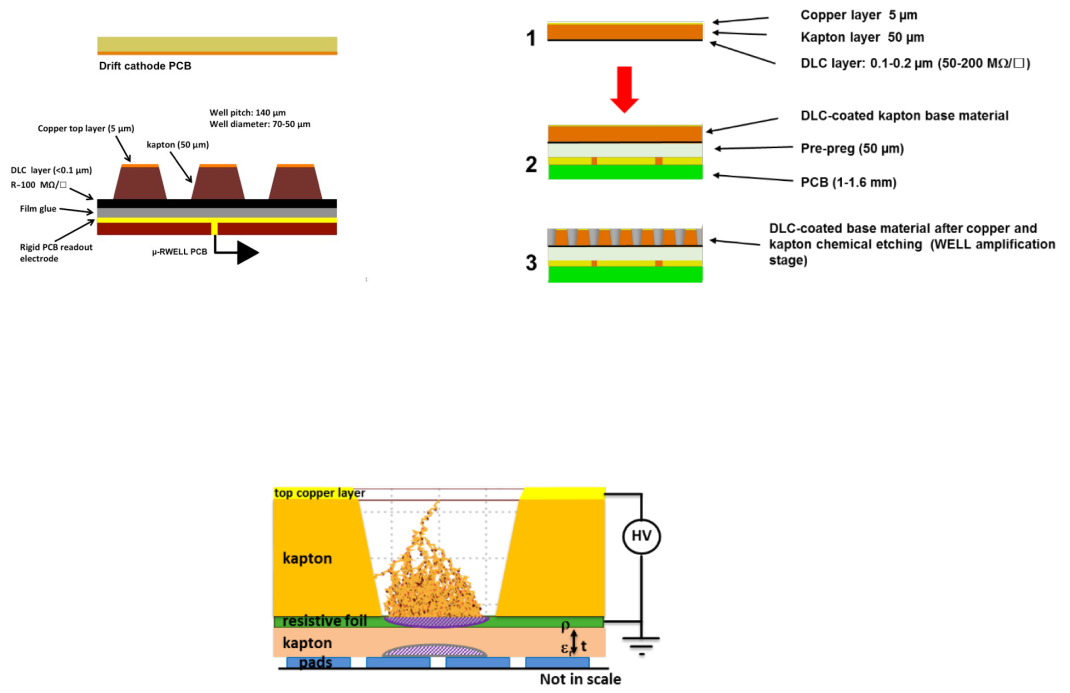 Drift cathode PCB
Well pitch: 140 µm
Well diameter: 70-50 µm
Copper top layer (5 µm)
kapton (50 µm)
DLC layer (<0.1 µm)
R~100 MΩ/□
Film glue
Rigid PCB readout
electrode
µ-RWELL PCB
1
Copper layer 5 µm
Kapton layer 50 µm
DLC layer: 0.1-0.2 µm (50-200 MΩ/□)
2
DLC-coated kapton base material
Pre-preg (50 µm)
PCB (1-1.6 mm)
3
DLC-coated base material after copper and
kapton chemical etching (WELL amplification
stage)
top copper layer
kapton
HV
resistive foil
ρ
kapton
εr t
pads
Not in scale